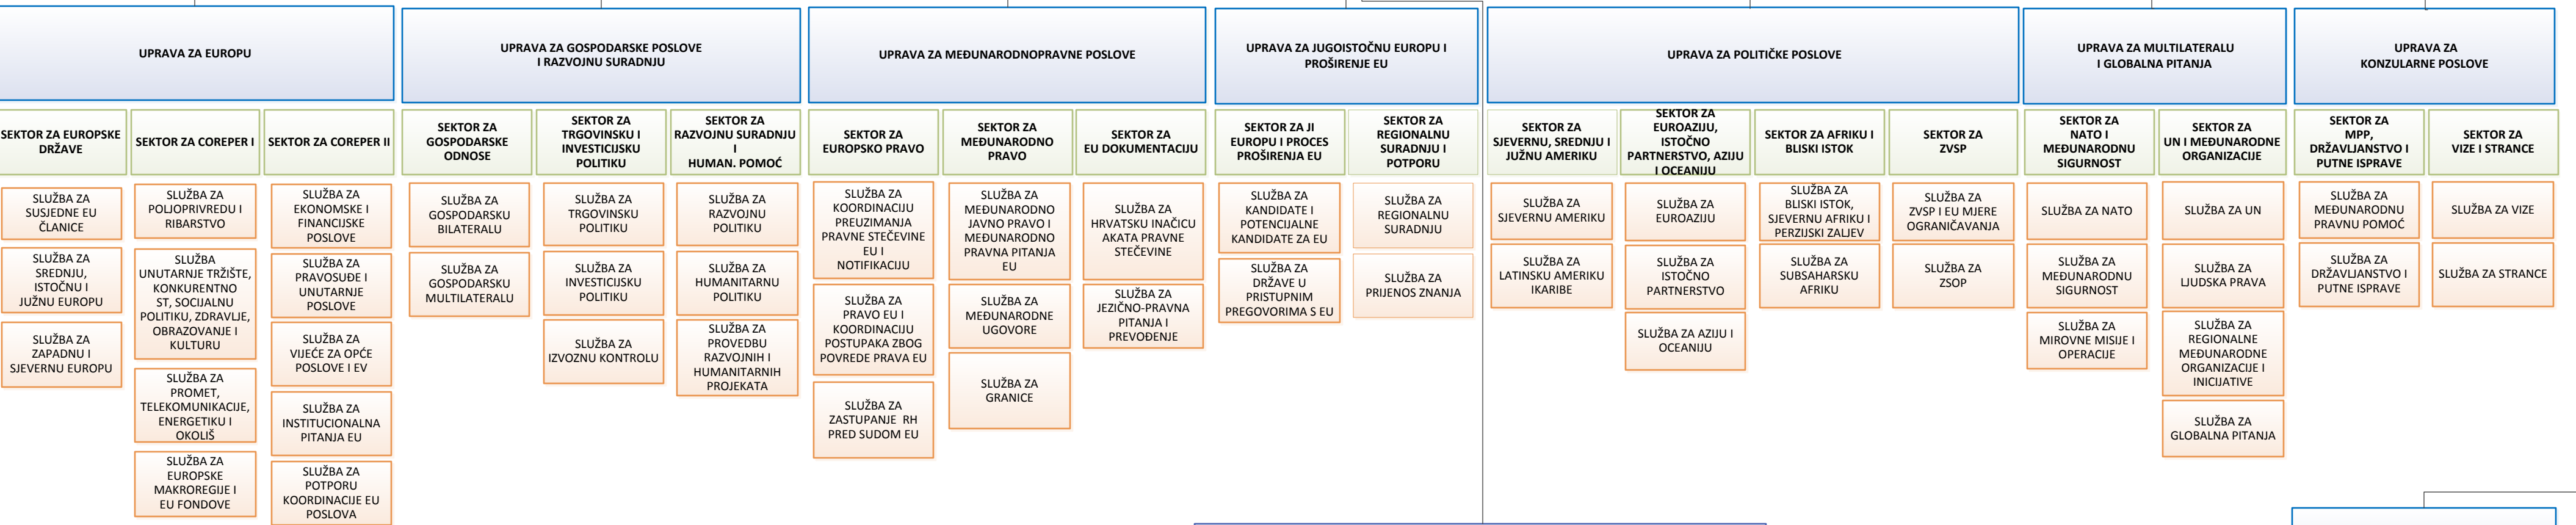 UPRAVA ZA EUROPU
SEKTOR ZA EUROPSKE
DRŽAVE
SLUŽBA ZA
SUSJEDNE EU
ČLANICE
SLUŽBA ZA
SREDNJU,
ISTOČNU I
JUŽNU EUROPU
SLUŽBA ZA
ZAPADNU I
SJEVERNU EUROPU
SEKTOR ZA COREPER I
SLUŽBA ZA
POLJOPRIVREDU I
RIBARSTVO
SLUŽBA
UNUTARNJE TRŽIŠTE,
KONKURENTNO
ST, SOCIJALNU
POLITIKU, ZDRAVLJE,
OBRAZOVANJE I
KULTURU
SLUŽBA ZA
PROMET,
TELEKOMUNIKACIJE,
ENERGETIKU I
OKOLIŠ
SLUŽBA ZA
EUROPSKE
MAKROREGIJE I
EU FONDOVE
SEKTOR ZA COREPER II
SLUŽBA ZA
EKONOMSKE I
FINANCIJSKE
POSLOVE
SLUŽBA ZA
PRAVOSUĐE I
UNUTARNJE
POSLOVE
SLUŽBA ZA
VIJEĆE ZA OPĆE
POSLOVE I EV
SLUŽBA ZA
INSTITUCIONALNA
PITANJA EU
SLUŽBA ZA
POTPORU
KOORDINACIJE EU
POSLOVA
UPRAVA ZA GOSPODARSKE POSLOVE
I RAZVOJNU SURADNJU
SEKTOR ZA
GOSPODARSKE
ODNOSE
SLUŽBA ZA
GOSPODARSKU
BILATERALU
SLUŽBA ZA
GOSPODARSKU
MULTILATERALU
SEKTOR ZA
TRGOVINSKU I
INVESTICIJSKU
POLITIKU
SLUŽBA ZA
TRGOVINSKU
POLITIKU
SLUŽBA ZA
INVESTICIJSKU
POLITIKU
SLUŽBA ZA
IZVOZNU KONTROLU
SEKTOR ZA
RAZVOJNU SURADNJU
I
HUMAN. POMOĆ
SLUŽBA ZA
RAZVOJNU
POLITIKU
SLUŽBA ZA
HUMANITARNU
POLITIKU
SLUŽBA ZA
PROVEDBU
RAZVOJNIH I
HUMANITARNIH
PROJEKATA
UPRAVA ZA MEĐUNARODNOPRAVNE POSLOVE
SEKTOR ZA
EUROPSKO PRAVO
SLUŽBA ZA
KOORDINACIJU
PREUZIMANJA
PRAVNE STEČEVINE
EU I
NOTIFIKACIJU
SLUŽBA ZA
PRAVO EU I
KOORDINACIJU
POSTUPAKA ZBOG
POVREDE PRAVA EU
SLUŽBA ZA
ZASTUPANJE  RH
PRED SUDOM EU
SEKTOR ZA
MEĐUNARODNO
PRAVO
SLUŽBA ZA
MEĐUNARODNO
JAVNO PRAVO I
MEĐUNARODNO
PRAVNA PITANJA
EU
SLUŽBA ZA
MEĐUNARODNE
UGOVORE
SLUŽBA ZA
GRANICE
SEKTOR ZA
EU DOKUMENTACIJU
SLUŽBA ZA
HRVATSKU INAČICU
AKATA PRAVNE
STEČEVINE
SLUŽBA ZA
JEZIČNO-PRAVNA
PITANJA I
PREVOĐENJE
UPRAVA ZA JUGOISTOČNU EUROPU I
PROŠIRENJE EU
SEKTOR ZA JI
EUROPU I PROCES
PROŠIRENJA EU
SLUŽBA ZA
KANDIDATE I
POTENCIJALNE
KANDIDATE ZA EU
SLUŽBA ZA
DRŽAVE U
PRISTUPNIM
PREGOVORIMA S EU
SEKTOR ZA
REGIONALNU
SURADNJU I
POTPORU
SLUŽBA ZA
REGIONALNU
SURADNJU
SLUŽBA ZA
PRIJENOS ZNANJA
UPRAVA ZA POLITIČKE POSLOVE
SEKTOR ZA
SJEVERNU, SREDNJU I
JUŽNU AMERIKU
SLUŽBA ZA
SJEVERNU AMERIKU
SLUŽBA ZA
LATINSKU AMERIKU
IKARIBE
SEKTOR ZA
EUROAZIJU,
ISTOČNO
PARTNERSTVO, AZIJU
I OCEANIJU
SLUŽBA ZA
EUROAZIJU
SLUŽBA ZA
ISTOČNO
PARTNERSTVO
SLUŽBA ZA AZIJU I
OCEANIJU
SEKTOR ZA AFRIKU I
BLISKI ISTOK
SLUŽBA ZA
BLISKI ISTOK,
SJEVERNU AFRIKU I
PERZIJSKI ZALJEV
SLUŽBA ZA
SUBSAHARSKU
AFRIKU
SEKTOR ZA
ZVSP
SLUŽBA ZA
ZVSP I EU MJERE
OGRANIČAVANJA
SLUŽBA ZA
ZSOP
UPRAVA ZA MULTILATERALU
I GLOBALNA PITANJA
SEKTOR ZA
NATO I
MEĐUNARODNU
SIGURNOST
SLUŽBA ZA NATO
SLUŽBA ZA
MEĐUNARODNU
SIGURNOST
SLUŽBA ZA
MIROVNE MISIJE I
OPERACIJE
SEKTOR ZA
UN I MEĐUNARODNE
ORGANIZACIJE
SLUŽBA ZA UN
SLUŽBA ZA
LJUDSKA PRAVA
SLUŽBA ZA
REGIONALNE
MEĐUNARODNE
ORGANIZACIJE I
INICIJATIVE
SLUŽBA ZA
GLOBALNA PITANJA
UPRAVA ZA
KONZULARNE POSLOVE
SEKTOR ZA
MPP,
DRŽAVLJANSTVO I
PUTNE ISPRAVE
SLUŽBA ZA
MEĐUNARODNU
PRAVNU POMOĆ
SLUŽBA ZA
DRŽAVLJANSTVO I
PUTNE ISPRAVE
SEKTOR ZA
VIZE I STRANCE
SLUŽBA ZA VIZE
SLUŽBA ZA STRANCE